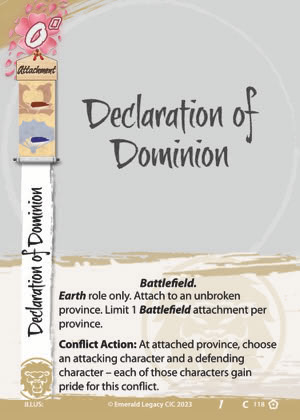 0
Attachment
Declaration of
Dominion
Declaration of Dominion
Battlefield.
Earth role only. Attach to an unbroken
province. Limit 1 Battlefield attachment per
province.
Conflict Action: At attached province, choose
an attacking character and a defending
character – each of those characters gain
pride for this conflict.
ILLUS:
© Emerald Legacy CIC 2023
C 118